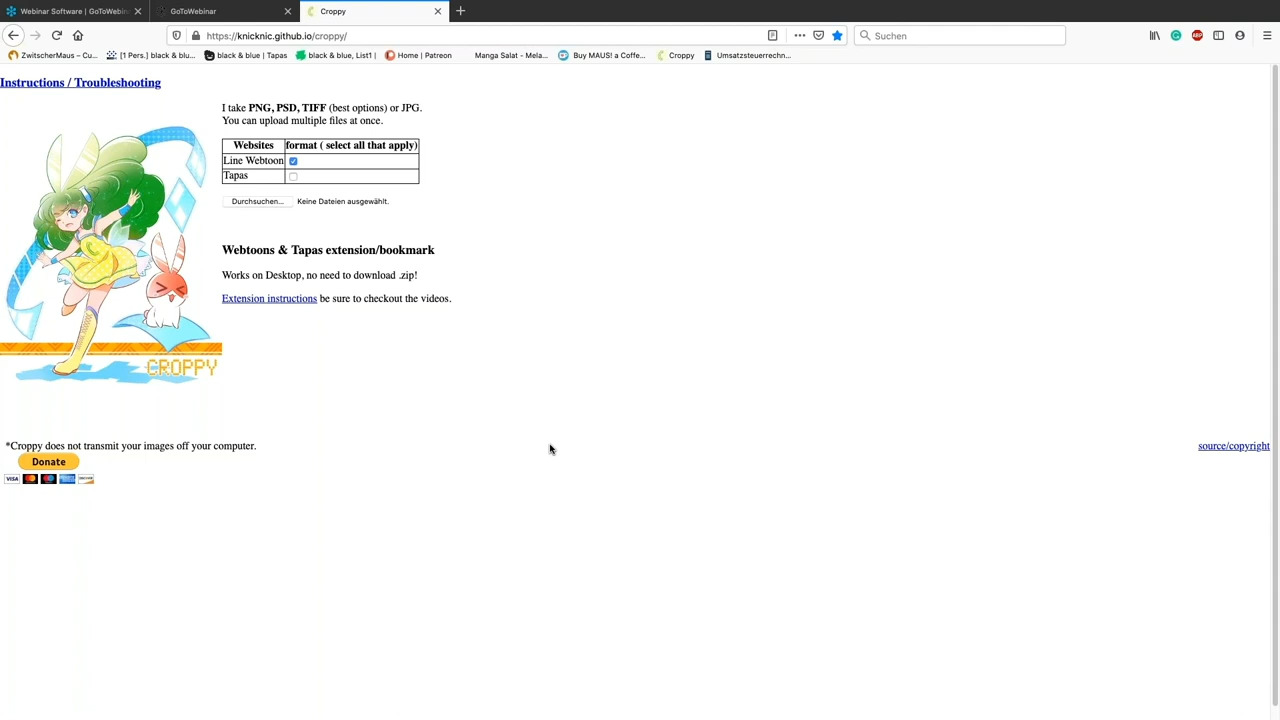 Webinar Software | GoToWebin
GoToWebinar
Croppy
https://knicknic.github.io/croppy/
Suchen
ZwitscherMaus – Cu...
[1 Pers.] black & blu...
black & blue | Tapas
black & blue, List1 |
Home | Patreon
Manga Salat - Mela...
Buy MAUS! a Coffe...
Croppy
Umsatzsteuerrechn...
Instructions / Troubleshooting
I take PNG, PSD, TIFF (best options) or JPG.
You can upload multiple files at once.
Websites format ( select all that apply)
Line Webtoon
Tapas
Durchsuchen... Keine Dateien ausgewählt.
Webtoons & Tapas extension/bookmark
Works on Desktop, no need to download .zip!
Extension instructions be sure to checkout the videos.
CROPPY
*Croppy does not transmit your images off your computer.
source/copyright
Donate
VISA